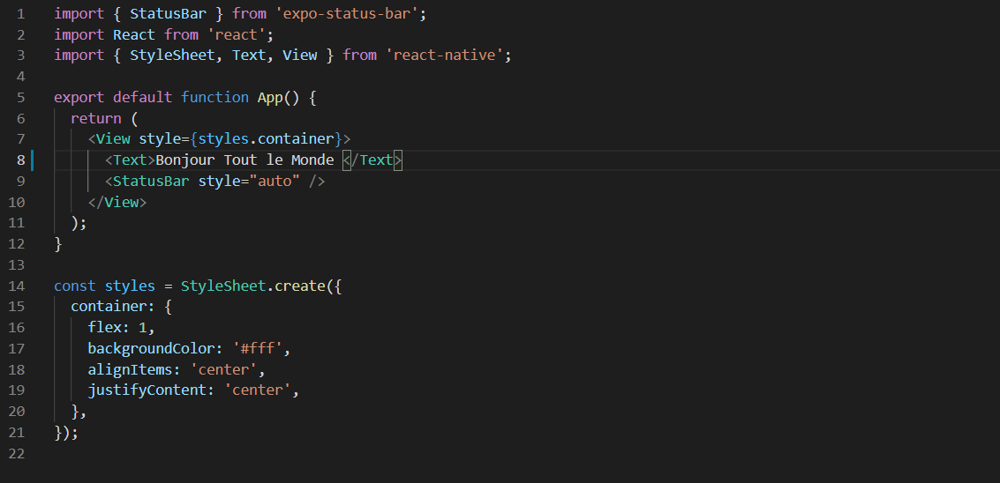 1 import { StatusBar } from 'expo-status-bar';
2 import React from 'react';
3 import { StyleSheet, Text, View } from 'react-native';
4
5 export default function App() {
6   return (
7     <View style={styles.container}>
8       <Text>Bonjour Tout le Monde </Text>
9       <StatusBar style="auto" />
10     </View>
11   );
12 }
13
14 const styles = StyleSheet.create({
15   container: {
16     flex: 1,
17     backgroundColor: '#fff',
18     alignItems: 'center',
19     justifyContent: 'center',
20   },
21 });
22